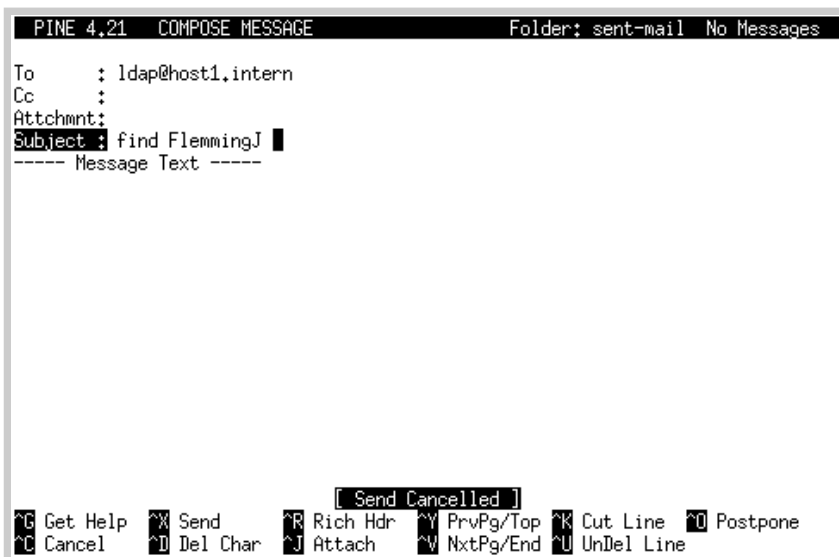 PINE 4.21 COMPOSE MESSAGE Folder: sent-mail No Messages
To : ldap@host1.intern
Cc :
Attchmnt:
Subject : find FlemmingJ
----- Message Text -----
[ Send Cancelled ]
^G Get Help ^X Send ^R Rich Hdr ^Y PrvPg/Top ^K Cut Line ^O Postpone
^C Cancel ^D Del Char ^J Attach ^V NxtPg/End ^U UnDel Line